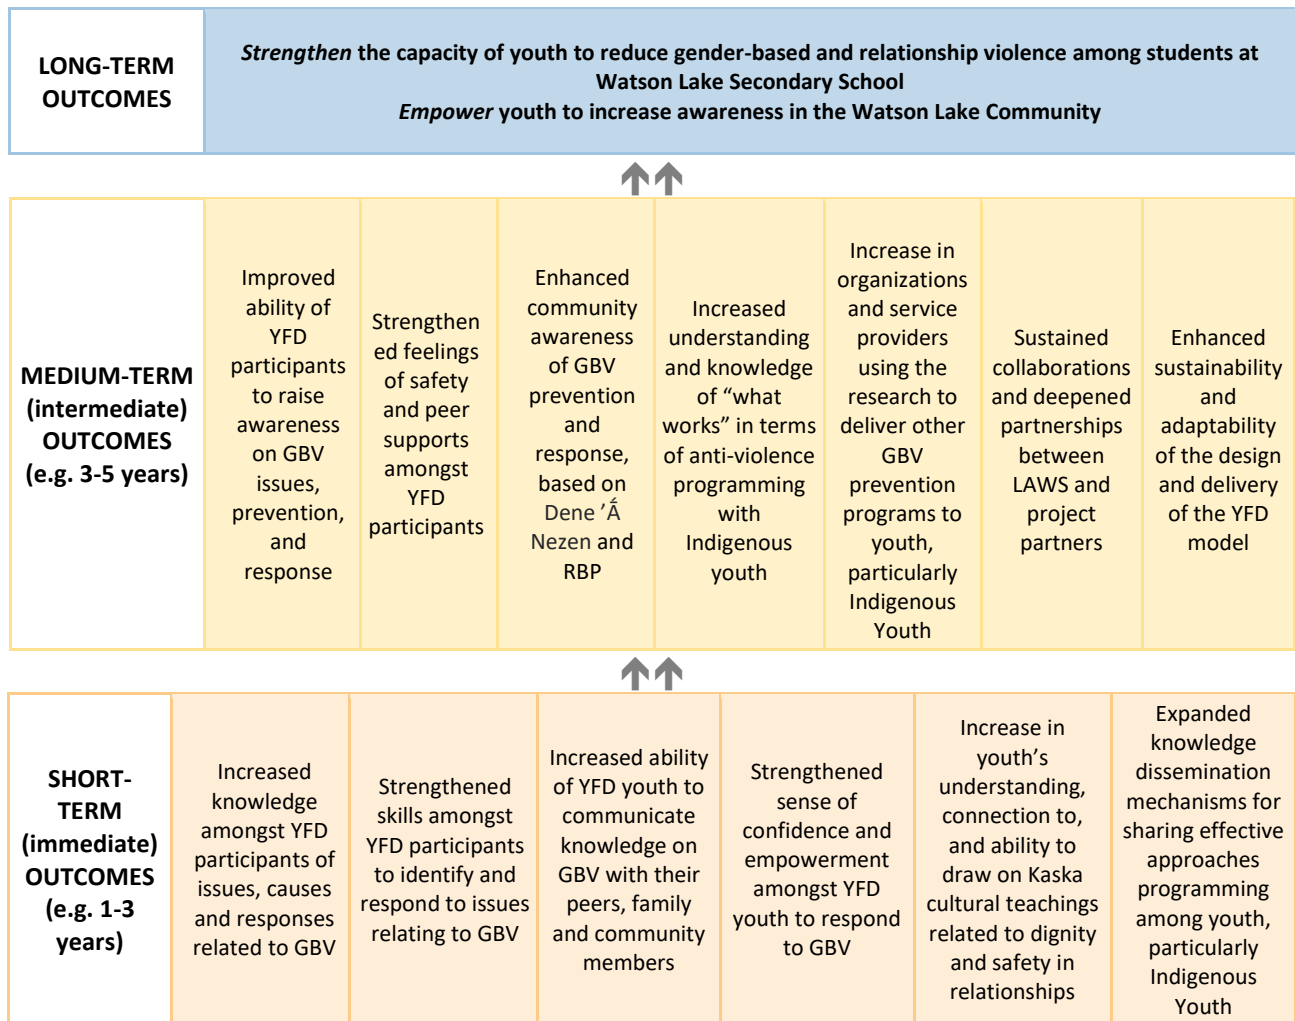 LONG-TERM
OUTCOMES
Strengthen the capacity of youth to reduce gender-based and relationship violence among students at
Watson Lake Secondary School
Empower youth to increase awareness in the Watson Lake Community
MEDIUM-TERM
(intermediate)
OUTCOMES
(e.g. 3-5 years)
Improved
ability of
YFD
participants
to raise
awareness
on GBV
issues,
prevention,
and
response
Strengthen
ed feelings
of safety
and peer
supports
amongst
YFD
participants
Enhanced
community
awareness
of GBV
prevention
and
response,
based on
Dene ’Ā́
Nezen and
RBP
Increased
understanding
and knowledge
of “what
works” in terms
of anti-violence
programming
with
Indigenous
youth
Increase in
organizations
and service
providers
using the
research to
deliver other
GBV
prevention
programs to
youth,
particularly
Indigenous
Youth
Sustained
collaborations
and deepened
partnerships
between
LAWS and
project
partners
Enhanced
sustainability
and
adaptability
of the design
and delivery
of the YFD
model
SHORT-
TERM
(immediate)
OUTCOMES
(e.g. 1-3
years)
Increased
knowledge
amongst YFD
participants of
issues, causes
and responses
related to GBV
Strengthened
skills amongst
YFD participants
to identify and
respond to issues
relating to GBV
Increased ability
of YFD youth to
communicate
knowledge on
GBV with their
peers, family
and community
members
Strengthened
sense of
confidence and
empowerment
amongst YFD
youth to respond
to GBV
Increase in
youth’s
understanding,
connection to,
and ability to
draw on Kaska
cultural teachings
related to dignity
and safety in
relationships
Expanded
knowledge
dissemination
mechanisms for
sharing effective
approaches
programming
among youth,
particularly
Indigenous
Youth